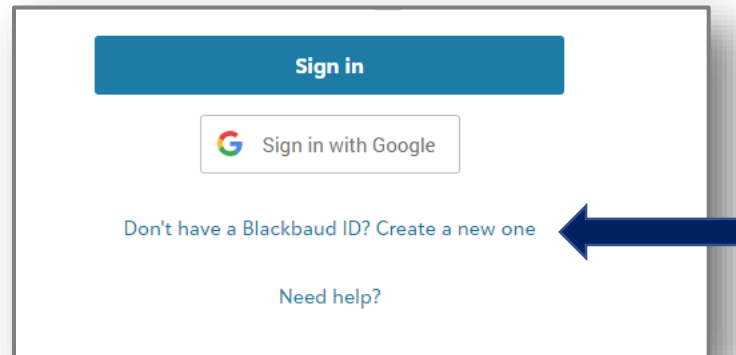 Sign in
Sign in with Google
Don't have a Blackbaud ID? Create a new one
Need help?